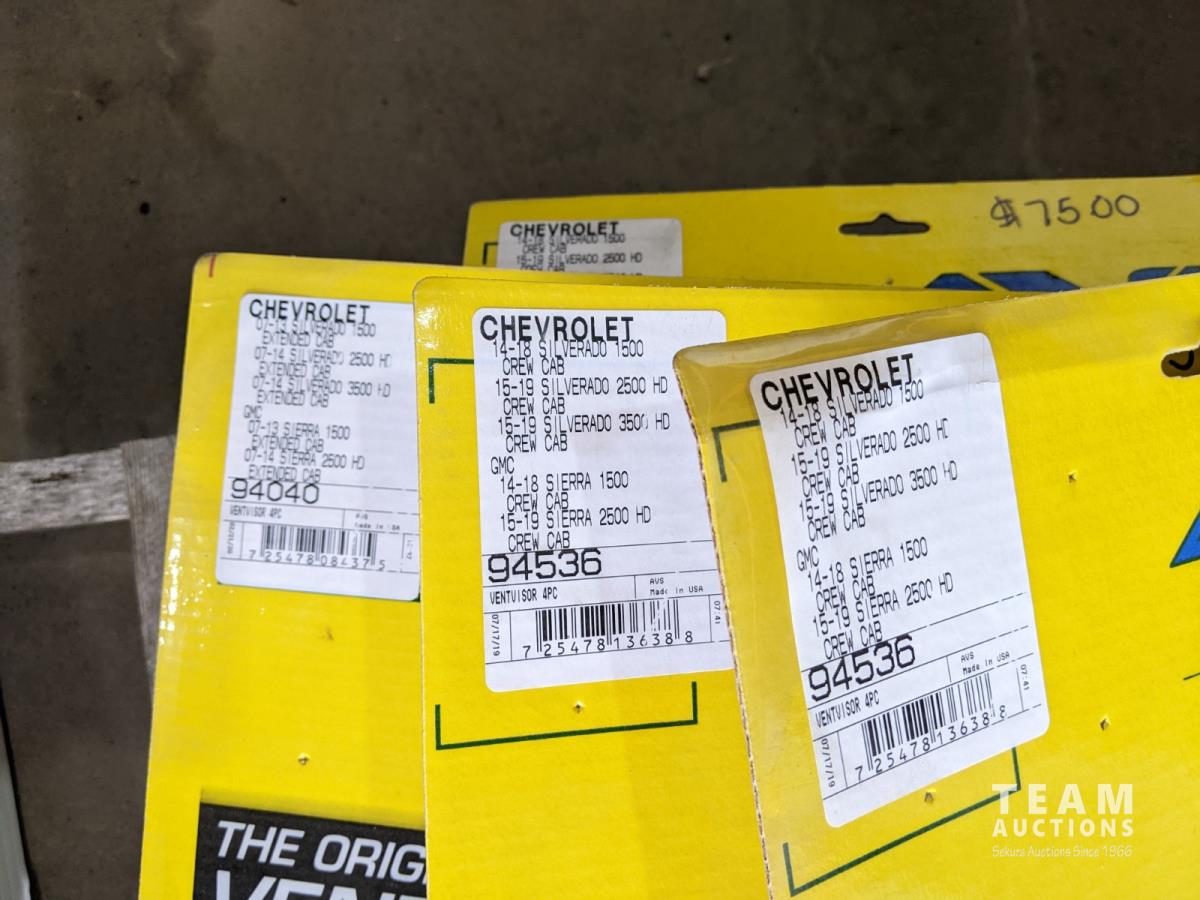 $7500
CHEVROLET
14-18 SILVERADO 1500
CREW CAB
15-19 SILVERADO 2500 HD
CHEVROLET
07-13 SILVERADO 1500
EXTENDED CAB
07-14 SILVERADO 2500 HD
EXTENDED CAB
07-14 SILVERADO 3500 HD
EXTENDED CAB
GMC
07-13 SIERRA 1500
EXTENDED CAB
07-14 SIERRA 2500 HD
EXTENDED CAB
94040
VENTVISOR 4PC
AVS
Made in USA
7 25478 08437 5
THE ORIG
CHEVROLET
14-18 SILVERADO 1500
CREW CAB
15-19 SILVERADO 2500 HD
CREW CAB
15-19 SILVERADO 3500 HD
CREW CAB
GMC
14-18 SIERRA 1500
CREW CAB
15-19 SIERRA 2500 HD
CREW CAB
94536
VENTVISOR 4PC
AVS
Made in USA
07/17/19
07:41
7 25478 13638 8
CHEVROLET
14-18 SILVERADO 1500
CREW CAB
15-19 SILVERADO 2500 HD
CREW CAB
15-19 SILVERADO 3500 HD
CREW CAB
GMC
14-18 SIERRA 1500
CREW CAB
15-19 SIERRA 2500 HD
CREW CAB
94536
VENTVISOR 4PC
AVS
Made in USA
07/17/19
07:41
7 25478 13638 8
TEAM
AUCTIONS
Sekura Auctions Since 1966